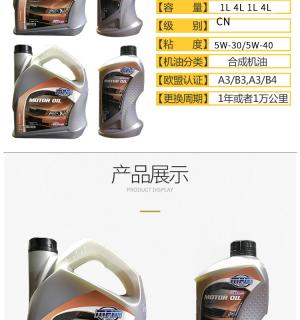 【容 量】 1L 4L 1L 4L
【级 别】 CN
【粘 度】 5W-30/5W-40
【机油分类】 合成机油
【欧盟认证】 A3/B3,A3/B4
【更换周期】 1年或者1万公里
MOTOR OIL
产品展示
PRODUCT DISPLAY
MPM
MOTOR OIL
MPM
MOTOR OIL